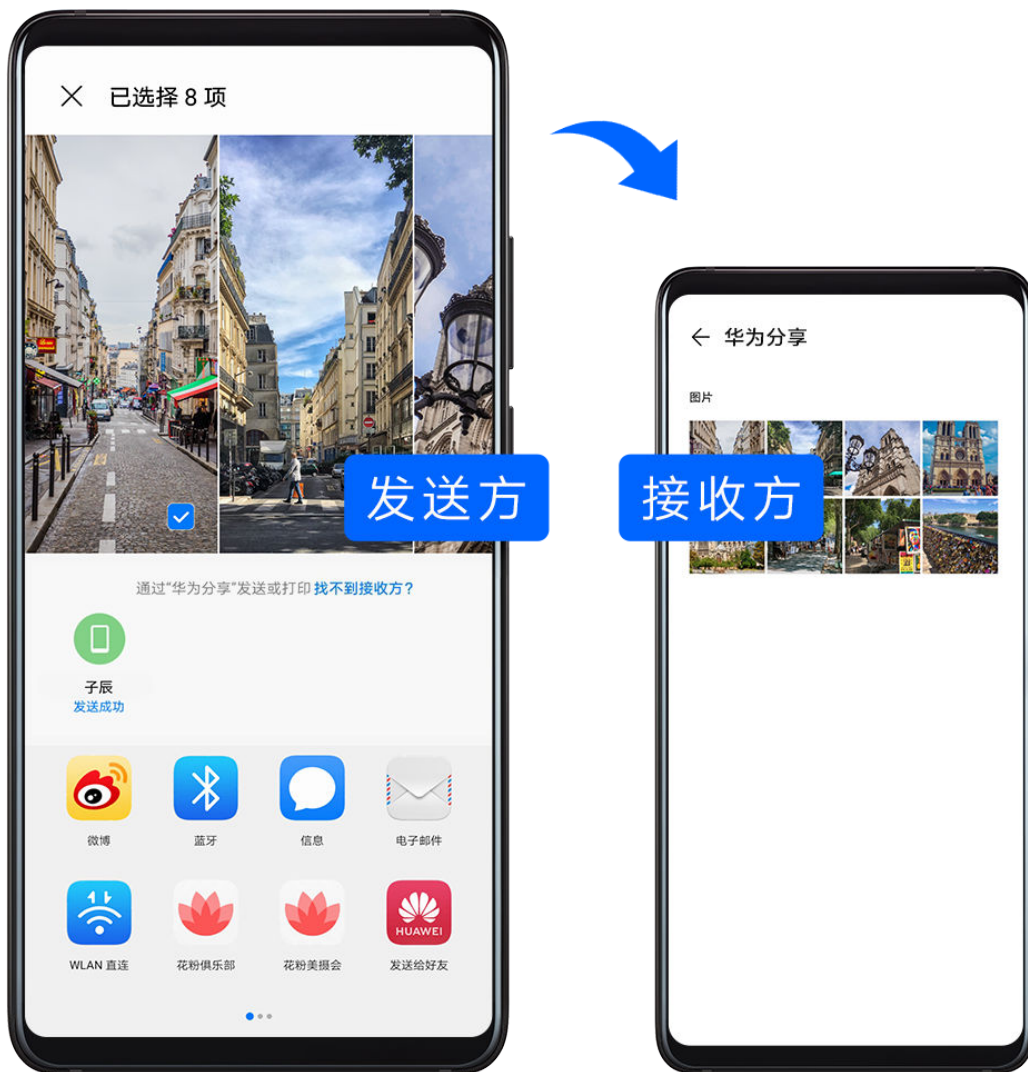 已选择 8 项
发送方
通过“华为分享”发送或打印 找不到接收方？
子辰
发送成功
微博
蓝牙
信息
电子邮件
HUAWEI
WLAN 直连
花粉俱乐部
花粉美摄会
发送给好友
华为分享
图片
接收方